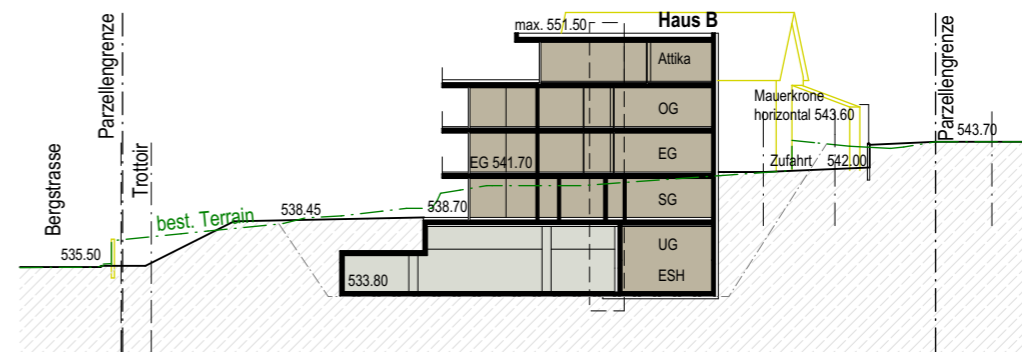 Parzellengrenze
Bergstrasse
Trottoir
535.50
best. Terrain
538.45
538.70
533.80
max. 551.50
Haus B
Attika
OG
EG 541.70
EG
SG
UG
ESH
Mauerkrone
horizontal 543.60
Zufahrt 542.00
Parzellengrenze
543.70